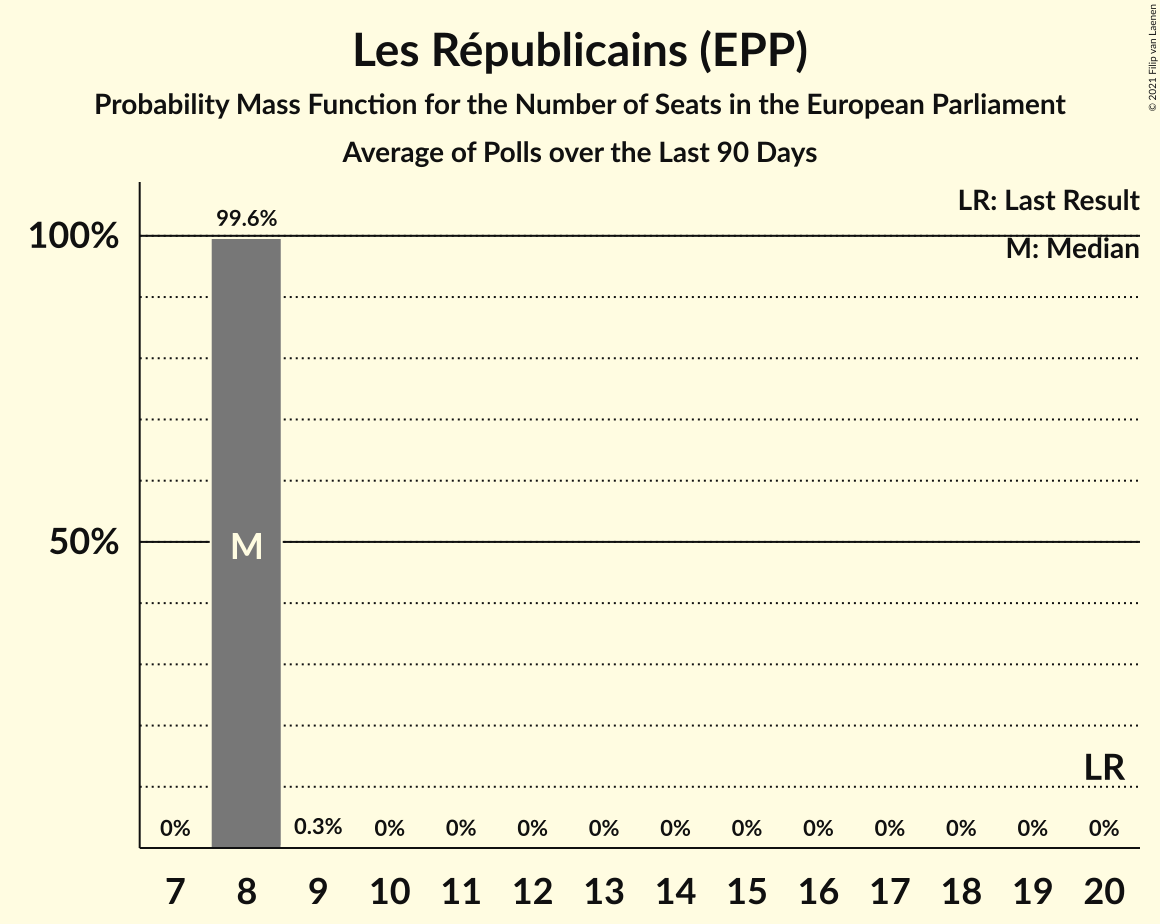 Les Républicains (EPP)
Probability Mass Function for the Number of Seats in the European Parliament
Average of Polls over the Last 90 Days
© 2021 Filip van Laenen
LR: Last Result
M: Median
99.6%
100%
50%
M
LR
0% 0.3% 0% 0% 0% 0% 0% 0% 0% 0% 0% 0% 0%
7 8 9 10 11 12 13 14 15 16 17 18 19 20